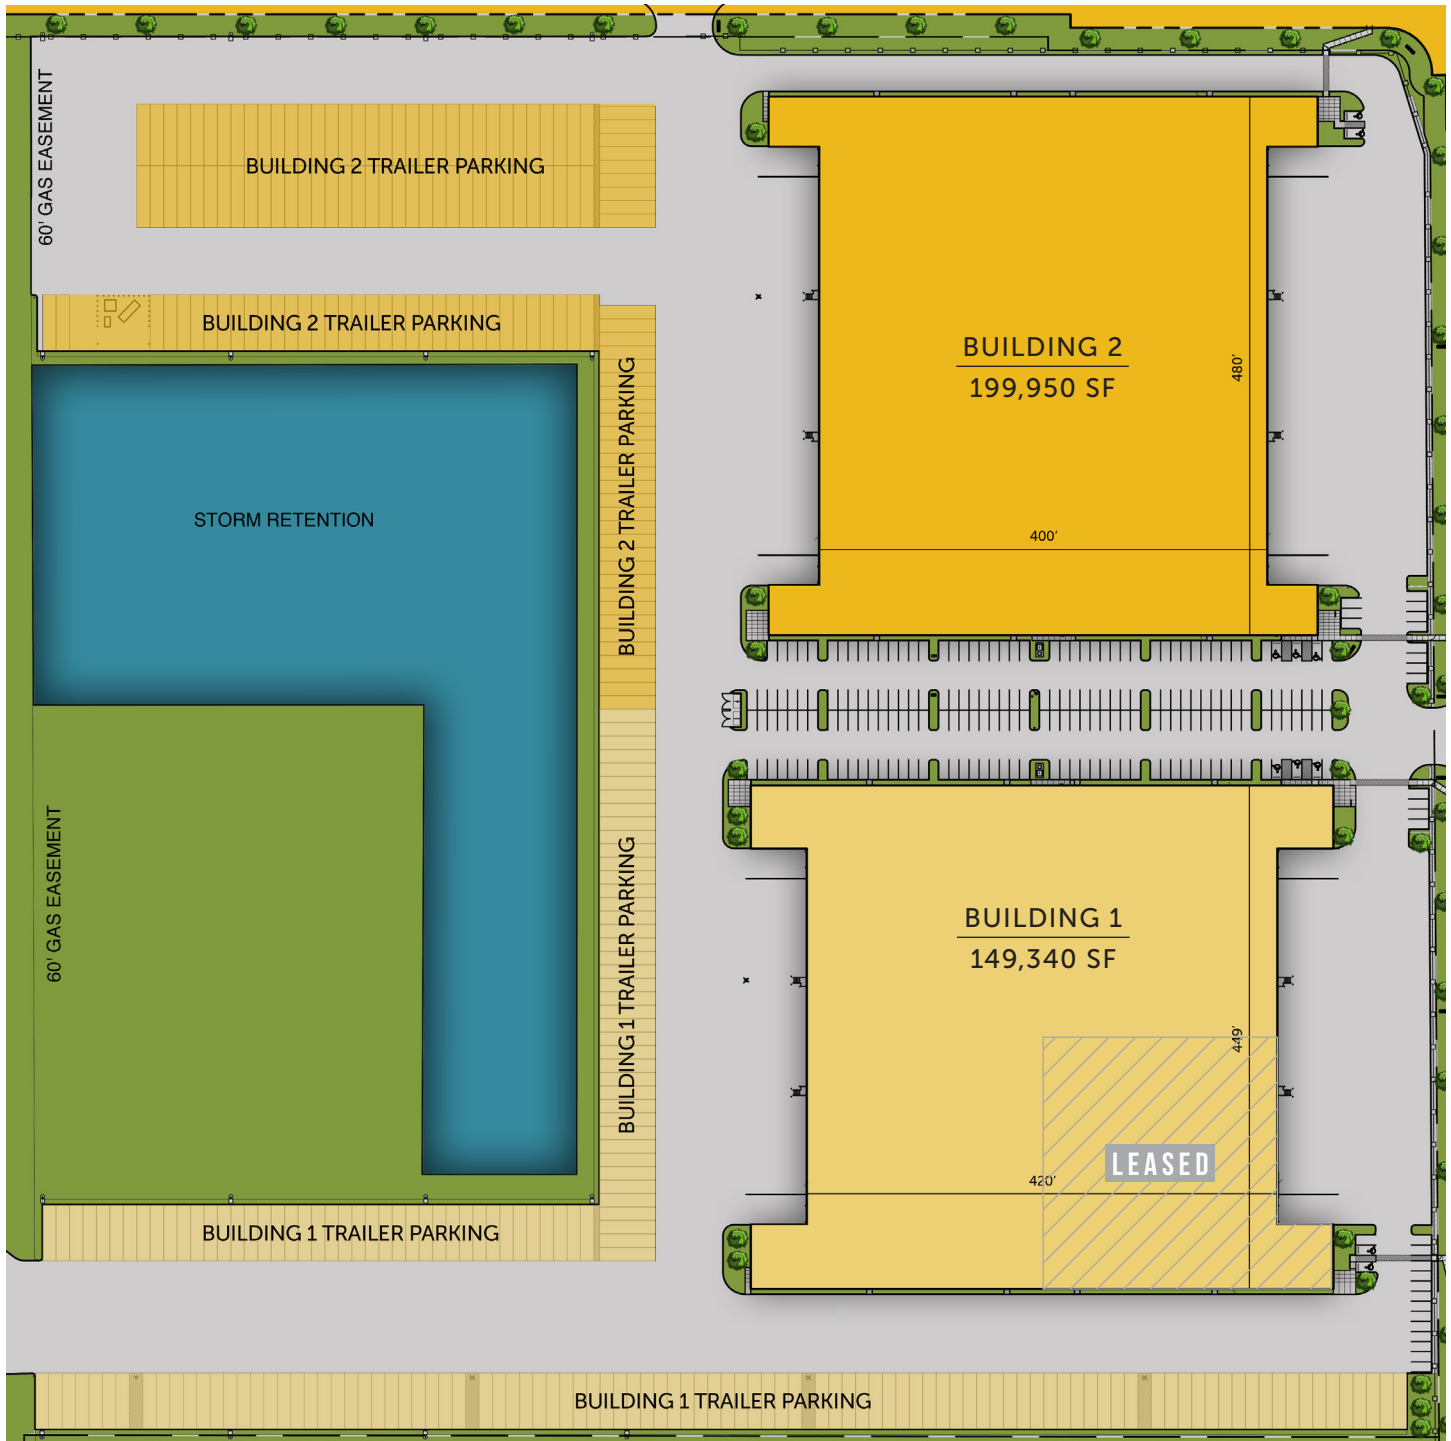 60' GAS EASEMENT
BUILDING 2 TRAILER PARKING
BUILDING 2 TRAILER PARKING
BUILDING 2 TRAILER PARKING
BUILDING 2
199,950 SF
480'
400'
STORM RETENTION
60' GAS EASEMENT
BUILDING 1 TRAILER PARKING
BUILDING 1
149,340 SF
449'
LEASED
420'
BUILDING 1 TRAILER PARKING
BUILDING 1 TRAILER PARKING